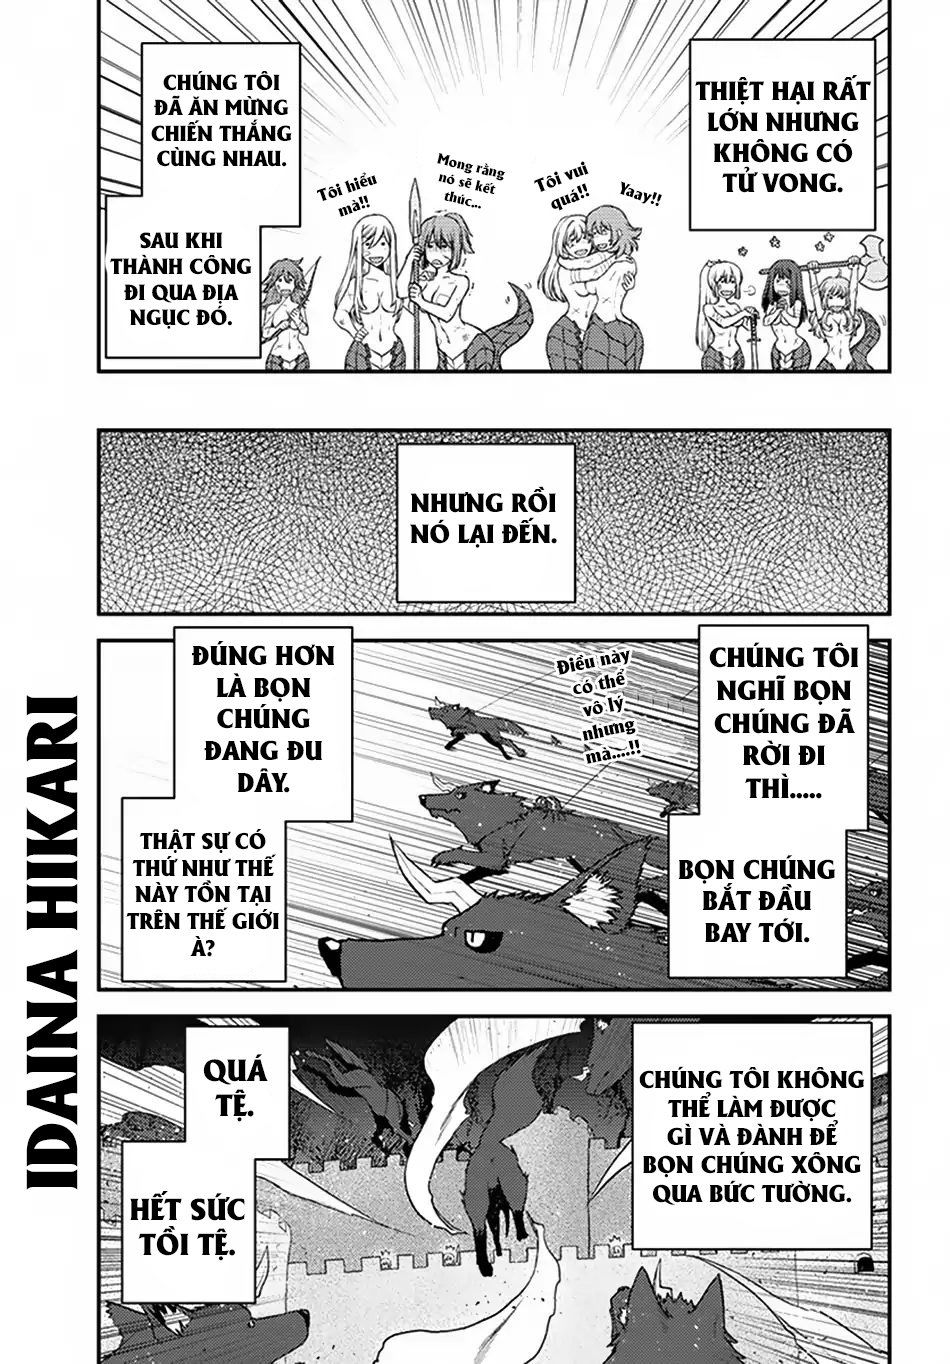 THIỆT HẠI RẤT
LỚN NHƯNG
KHÔNG CÓ
TỬ VONG.
Yaay!!
Tôi vui
quá!!
Mong rằng
nó sẽ kết
thúc...
Tôi hiểu
mà!!
CHÚNG TÔI
ĐÃ ĂN MỪNG
CHIẾN THẮNG
CÙNG NHAU.
SAU KHI
THÀNH CÔNG
ĐI QUA ĐỊA
NGỤC ĐÓ.
NHƯNG RỒI
NÓ LẠI ĐẾN.
CHÚNG TÔI
NGHĨ BỌN
CHÚNG ĐÃ
RỜI ĐI
THÌ.....
BỌN CHÚNG
BẮT ĐẦU
BAY TỚI.
Điều này
có thể
vô lý
nhưng
mà....!!
ĐÚNG HƠN
LÀ BỌN
CHÚNG
ĐANG ĐU
DÂY.
THẬT SỰ CÓ
THỨ NHƯ THẾ
NÀY TỒN TẠI
TRÊN THẾ GIỚI
À?
CHÚNG TÔI KHÔNG
THỂ LÀM ĐƯỢC
GÌ VÀ ĐÀNH ĐỂ
BỌN CHÚNG XÔNG
QUA BỨC TƯỜNG.
QUÁ
TỆ.
HẾT SỨC
TỒI TỆ.
IDAINA HIKARI